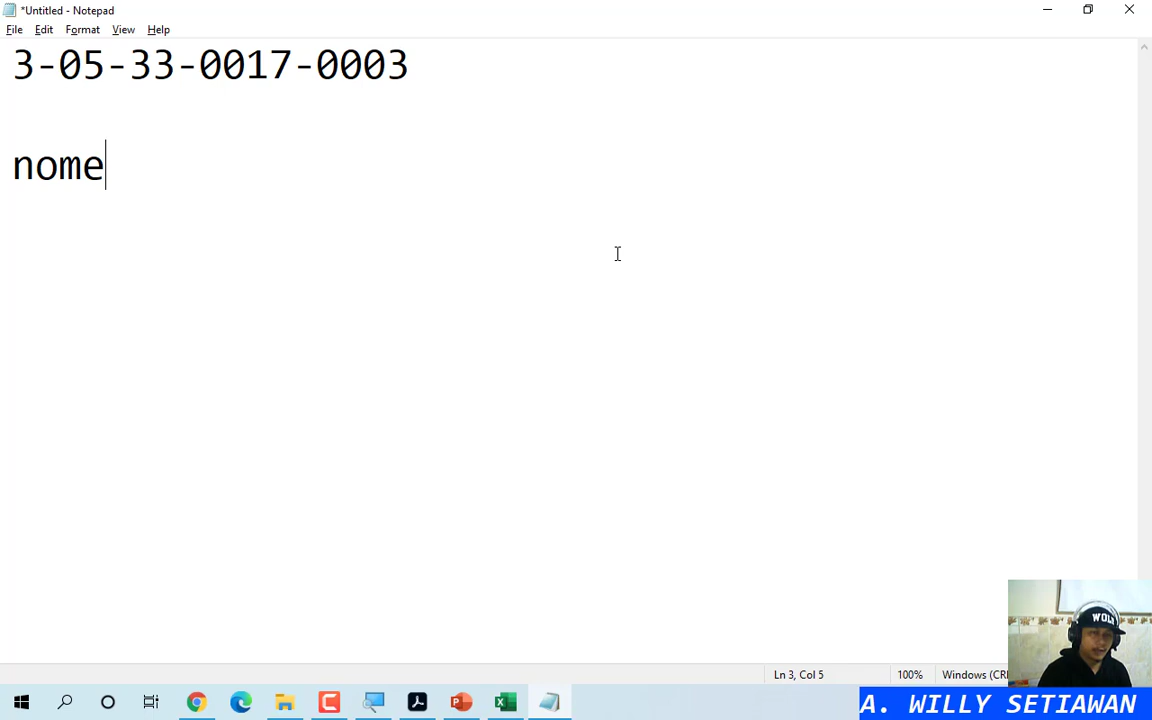 *Untitled - Notepad
File Edit Format View Help
3-05-33-0017-0003
nome
Ln 3, Col 5 100% Windows (CRL
A. WILLY SETIAWAN